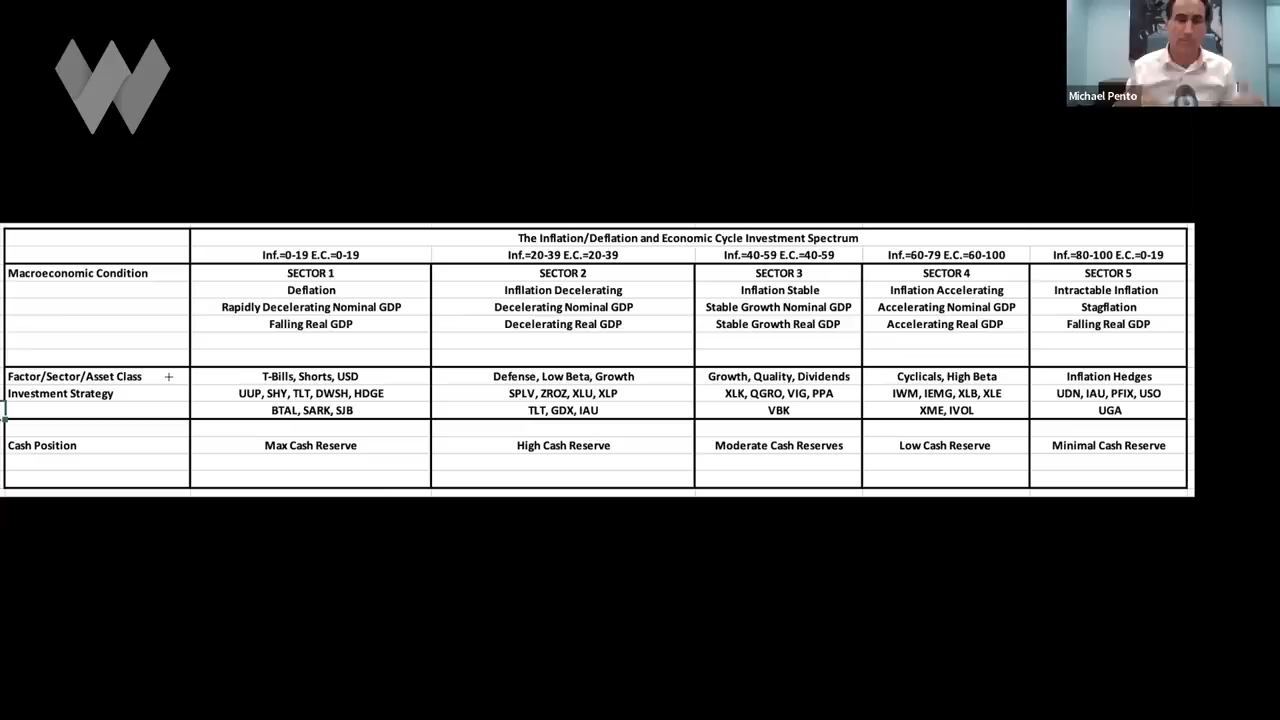 Michael Pento
The Inflation/Deflation and Economic Cycle Investment Spectrum
Inf.=0-19 E.C.=0-19 Inf.=20-39 E.C.=20-39 Inf.=40-59 E.C.=40-59 Inf.=60-79 E.C.=60-100 Inf.=80-100 E.C.=0-19
Macroeconomic Condition SECTOR 1 SECTOR 2 SECTOR 3 SECTOR 4 SECTOR 5
Deflation Inflation Decelerating Inflation Stable Inflation Accelerating Intractable Inflation
Rapidly Decelerating Nominal GDP Decelerating Nominal GDP Stable Growth Nominal GDP Accelerating Nominal GDP Stagflation
Falling Real GDP Decelerating Real GDP Stable Growth Real GDP Accelerating Real GDP Falling Real GDP
Factor/Sector/Asset Class T-Bills, Shorts, USD Defense, Low Beta, Growth Growth, Quality, Dividends Cyclicals, High Beta Inflation Hedges
Investment Strategy UUP, SHY, TLT, DWSH, HDGE SPLV, ZROZ, XLU, XLP XLK, QGRO, VIG, PPA IWM, IEMG, XLB, XLE UDN, IAU, PFIX, USO
BTAL, SARK, SJB TLT, GDX, IAU VBK XME, IVOL UGA
Cash Position Max Cash Reserve High Cash Reserve Moderate Cash Reserves Low Cash Reserve Minimal Cash Reserve